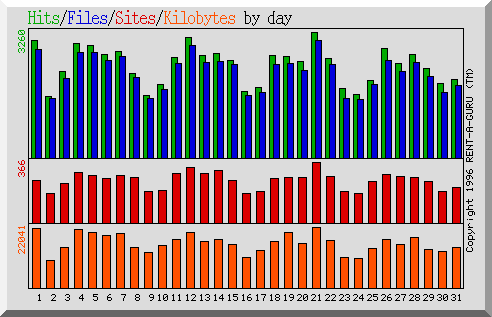 Hits/Files/Sites/Kilobytes by day
3260
366
22041
Copyright 1996 RENT-A-GURU (TM)
1 2 3 4 5 6 7 8 9 10 11 12 13 14 15 16 17 18 19 20 21 22 23 24 25 26 27 28 29 30 31